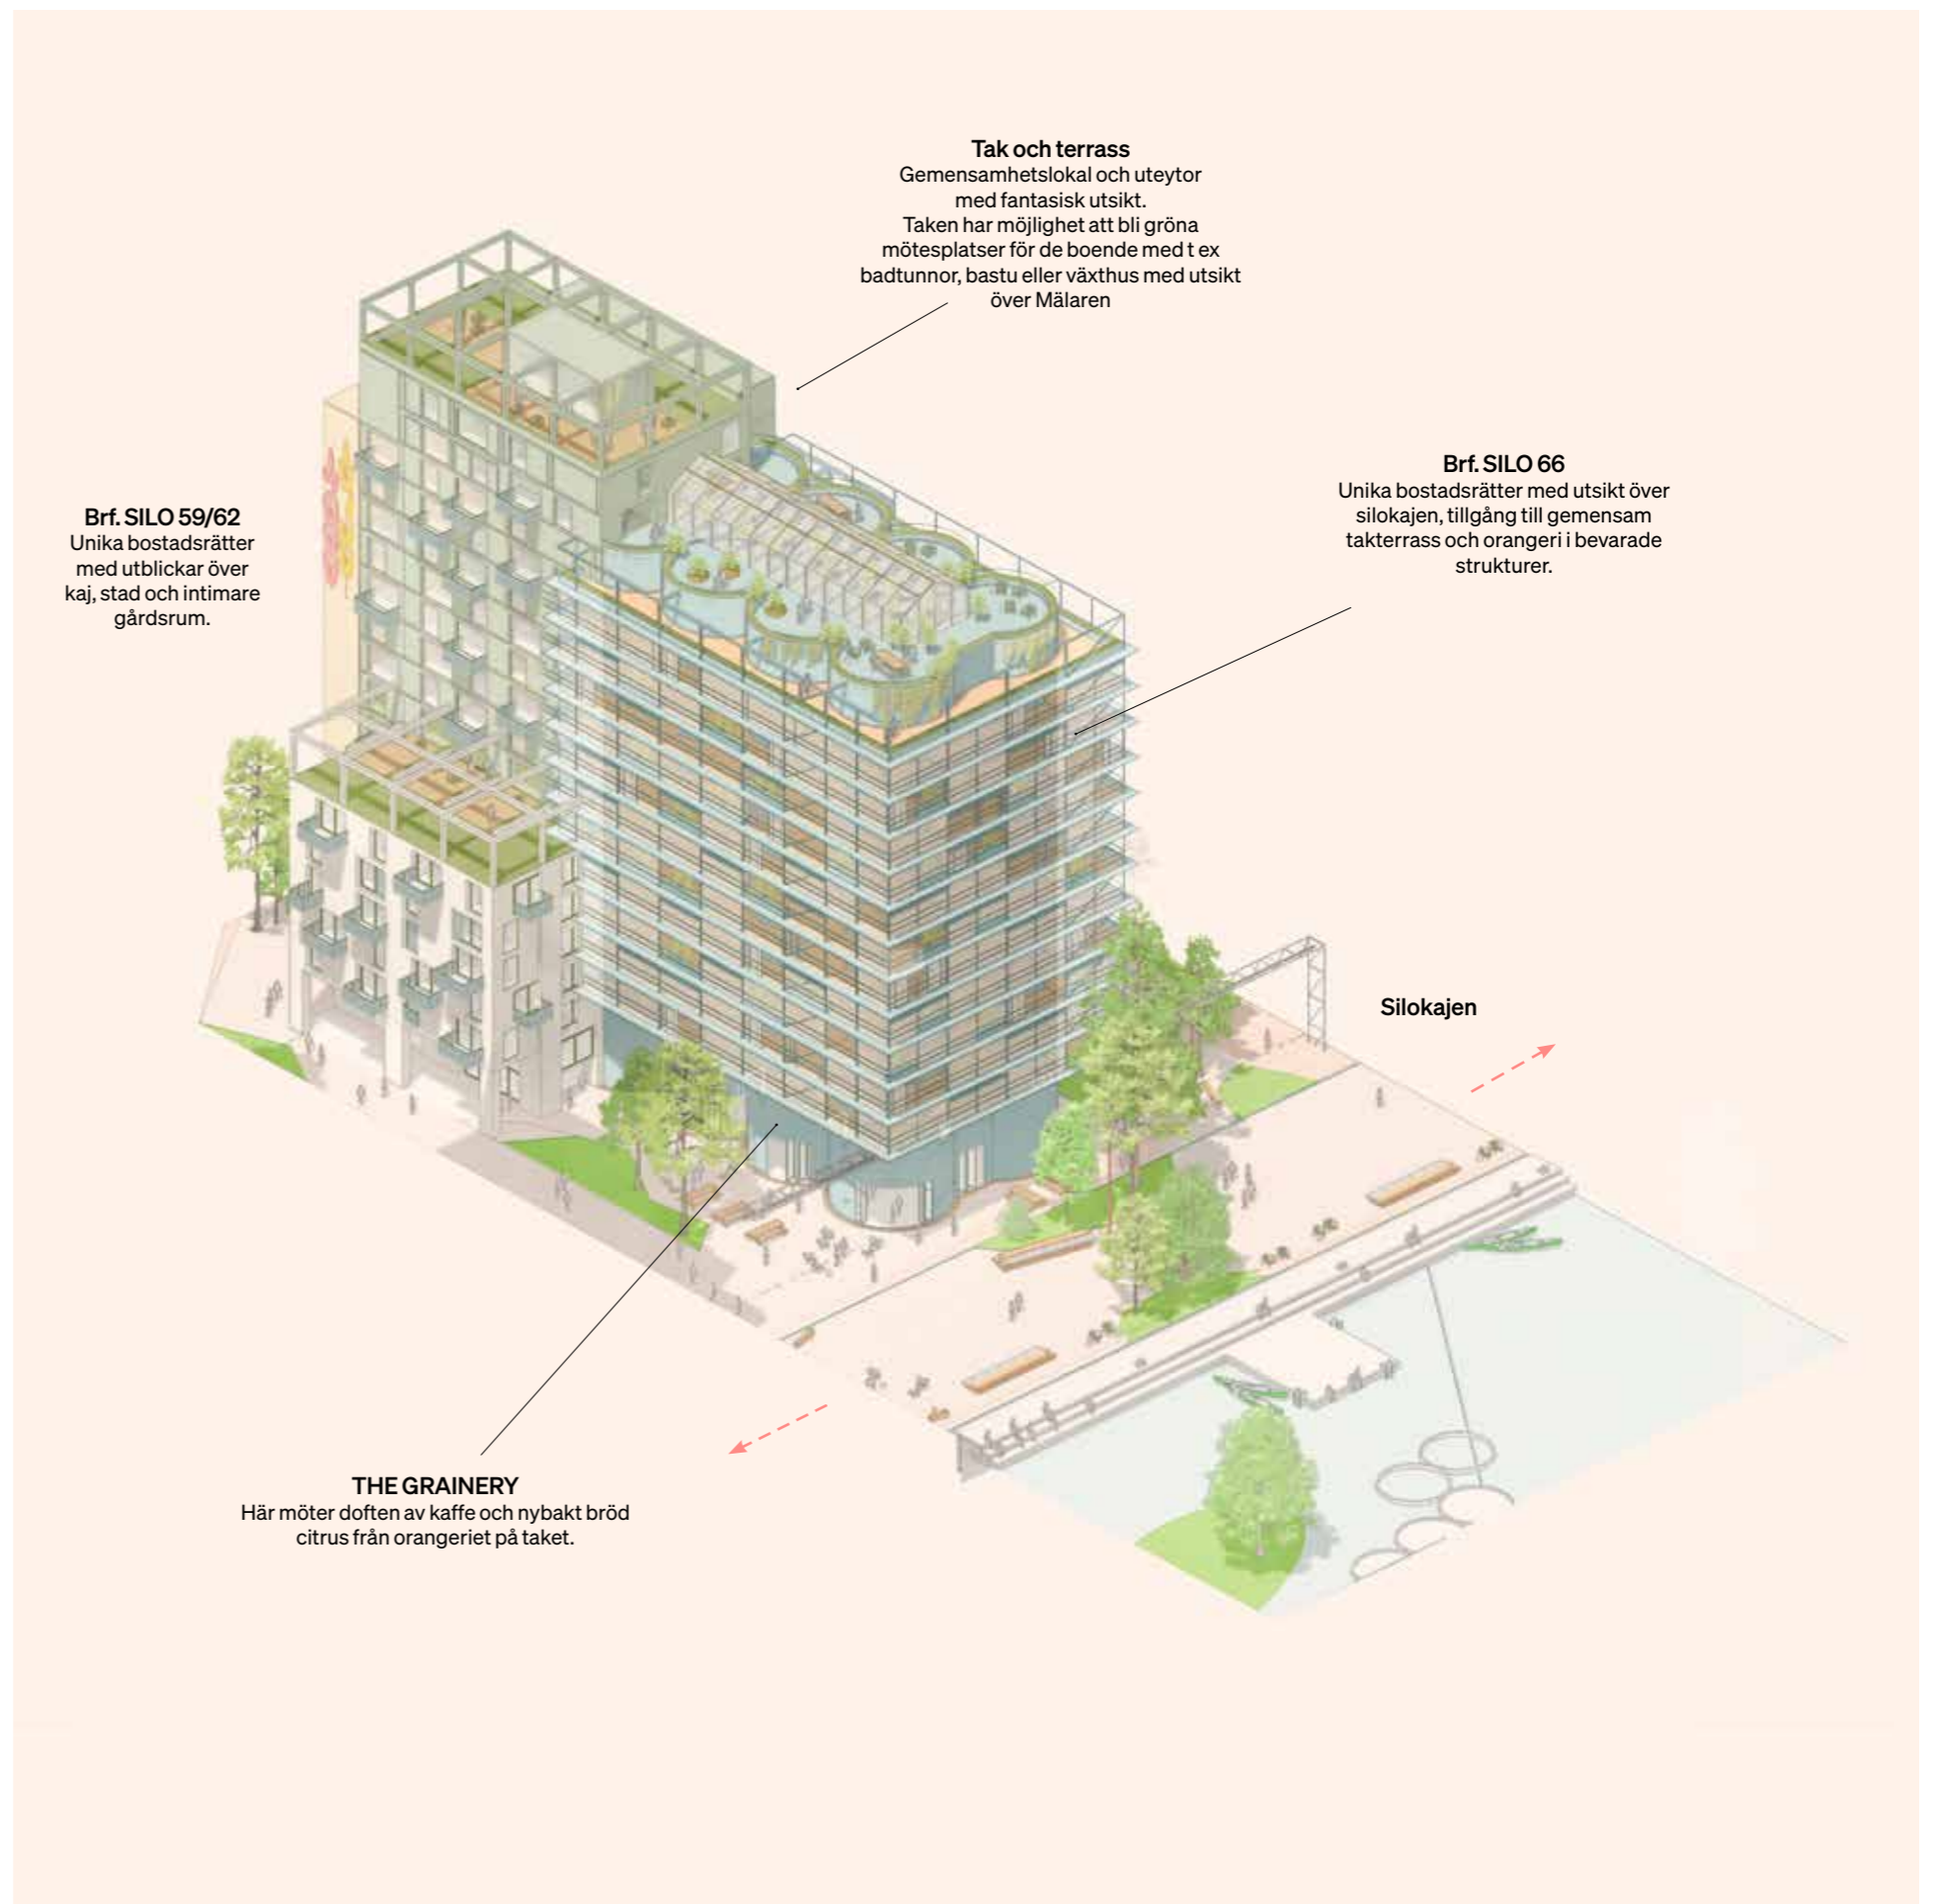 Tak och terrass
Gemensamhetslokal och uteytor
med fantasisk utsikt.
Taken har möjlighet att bli gröna
mötesplatser för de boende med t ex
badtunnor, bastu eller växthus med utsikt
över Mälaren
Brf. SILO 66
Unika bostadsrätter med utsikt över
silokajen, tillgång till gemensam
takterrass och orangeri i bevarade
strukturer.
Brf. SILO 59/62
Unika bostadsrätter
med utblickar över
kaj, stad och intimare
gårdsrum.
Silokajen
THE GRAINERY
Här möter doften av kaffe och nybakt bröd
citrus från orangeriet på taket.